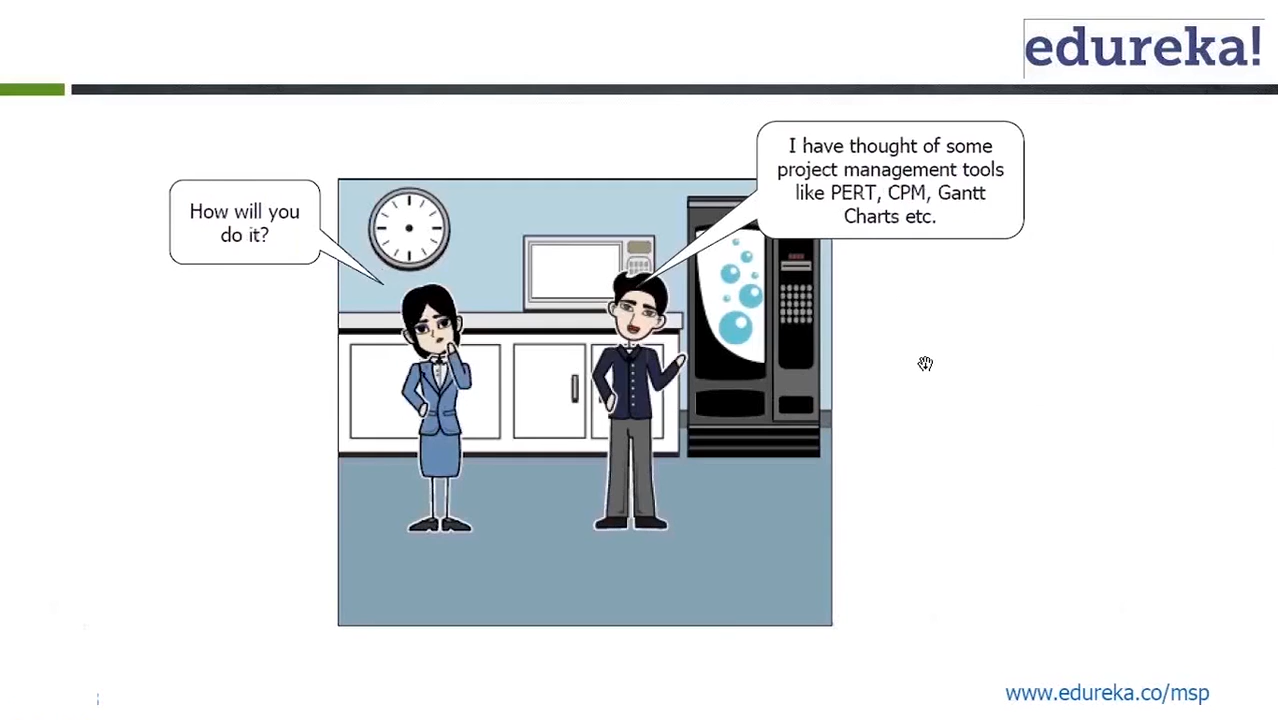 edureka!
How will you
do it?
I have thought of some
project management tools
like PERT, CPM, Gantt
Charts etc.
www.edureka.co/msp